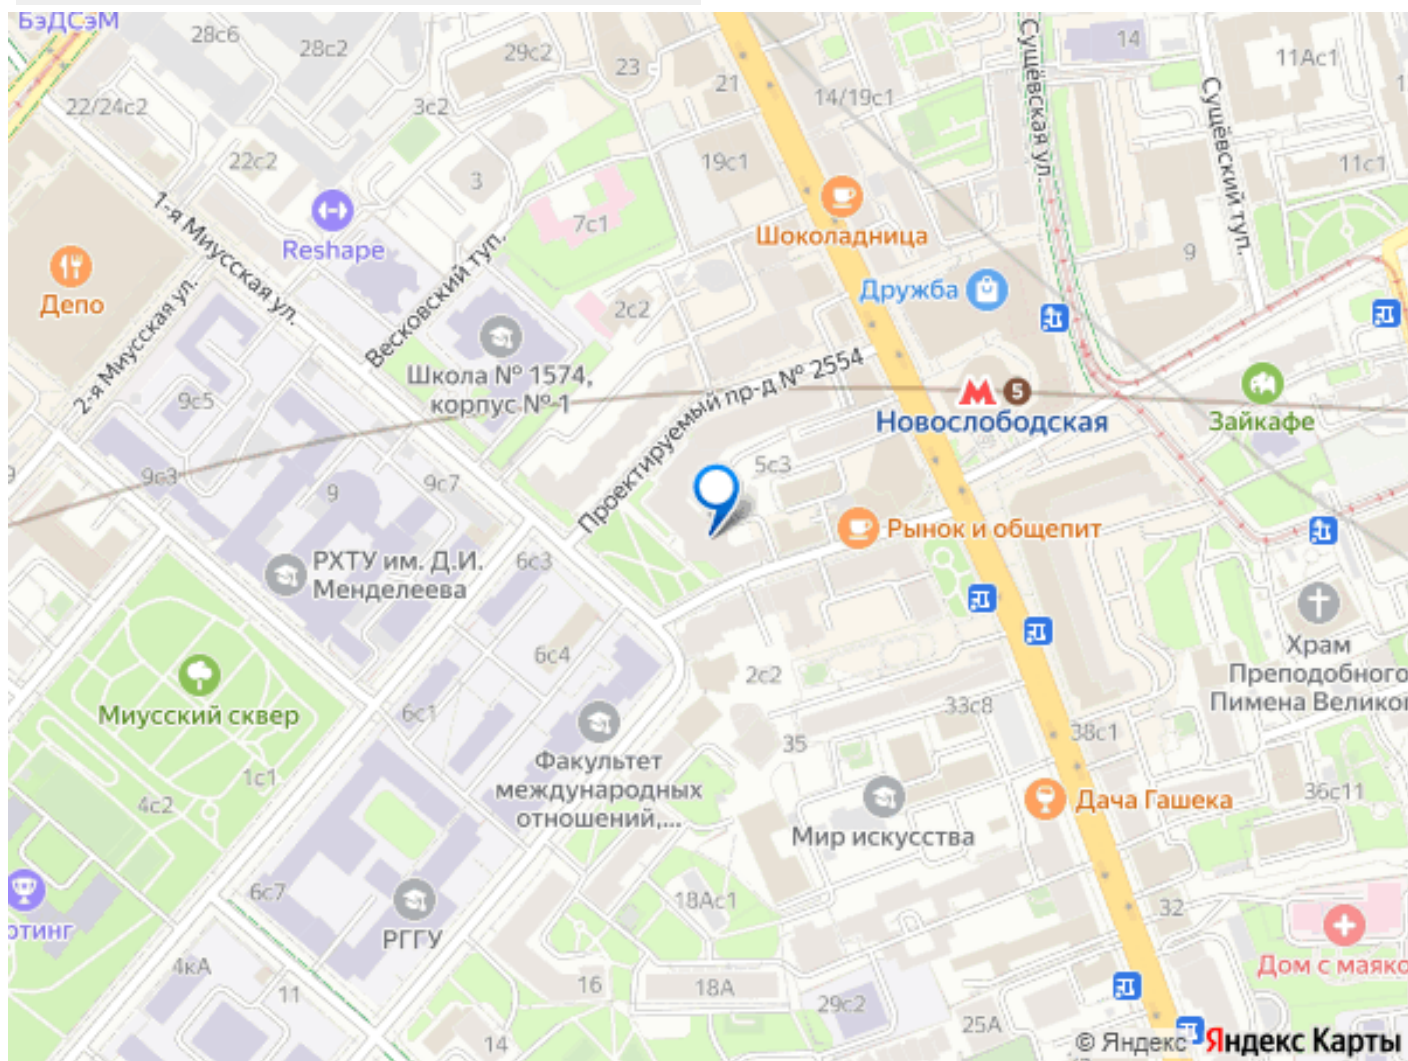 БэДСэМ
28с6
28с2
29с2
23
21
14
11Ас1
22/24с2
3с2
14/19с1
Сущёвская ул.
Сущёвский туп.
22с2
3
19с1
11с1
1-я Миусская ул.
Reshape
7с1
Шоколадница
9
Депо
2-я Миусская ул.
Весковский туп.
2с2
Дружба
Школа № 1574,
корпус № 1
Проектируемый пр-д № 2554
5
Новослободская
Зайкафе
9с5
9с3
9
9с7
5с3
Рынок и общепит
РХТУ им. Д.И.
Менделеева
6с3
Храм
Преподобного
Пимена Великог
6с4
2с2
Миусский сквер
6с1
33с8
38с1
35
Факультет
международных
отношений,...
1с1
4с2
Дача Гашека
36с11
Мир искусства
6с7
18Ас1
32
ртинг
РГГУ
Дом с маяко
4кА
11
16
18А
29с2
25А
14
© Яндекс Яндекс Карты